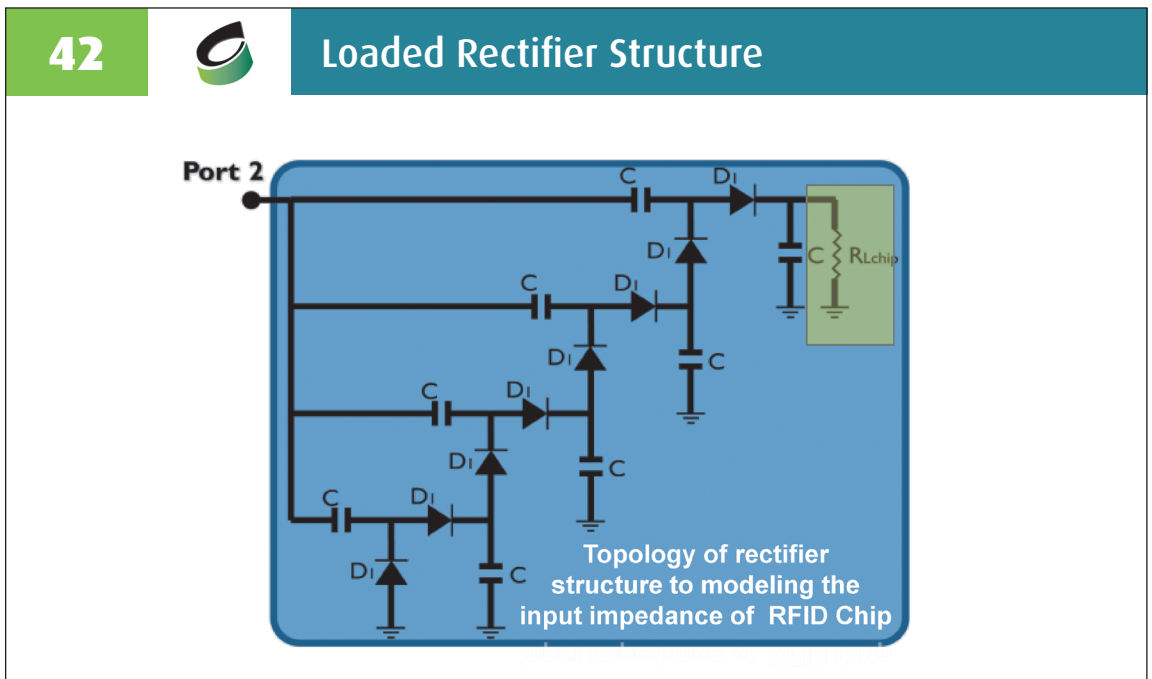 42
Loaded Rectifier Structure
Port 2
C
D1
D1
C
RLchip
C
D1
D1
C
C
D1
D1
C
C
D1
D1
C
Topology of rectifier
structure to modeling the
input impedance of RFID Chip